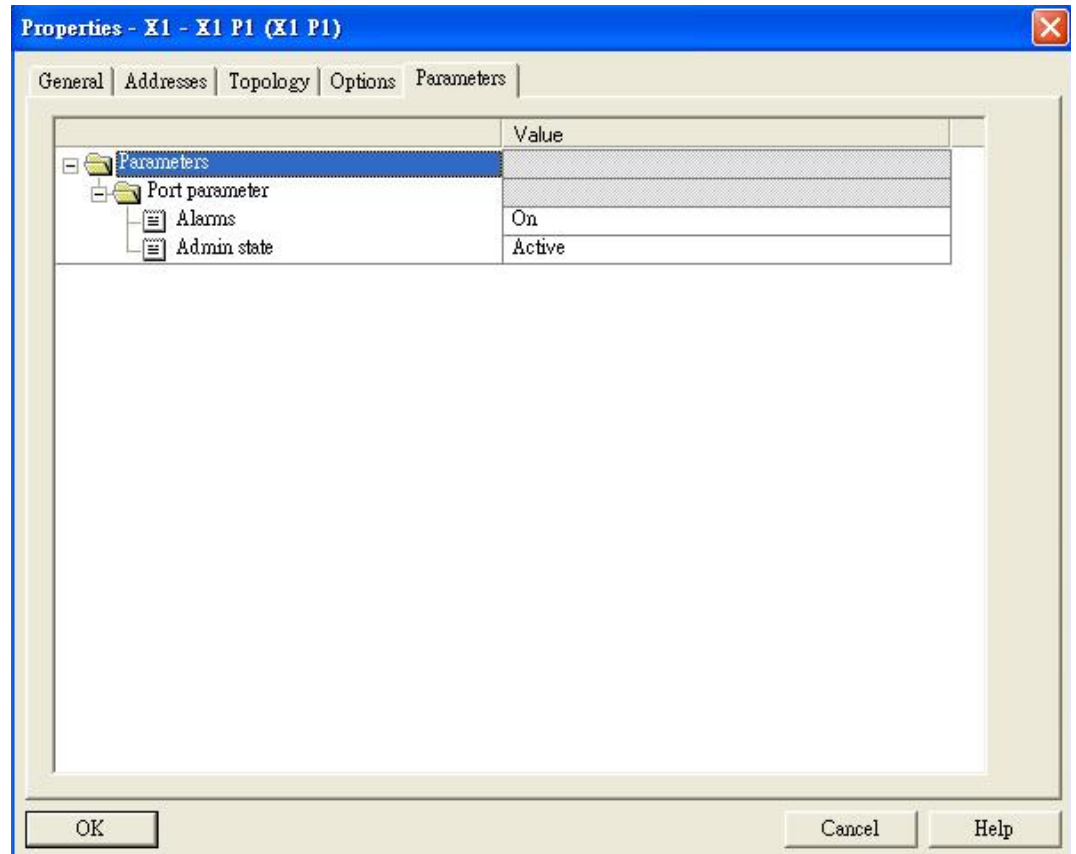 Properties - X1 - X1 P1 (X1 P1)
General Addresses Topology Options Parameters
Value
Parameters
Port parameter
Alarms On
Admin state Active
OK Cancel Help